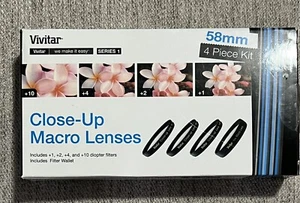 Vivitar
Vivitar we make it easy SERIES 1
58mm
4 Piece Kit
+10 +4 +2 +1
Close-Up
Macro Lenses
Includes +1, +2, +4, and +10 diopter filters
Includes Filter Wallet